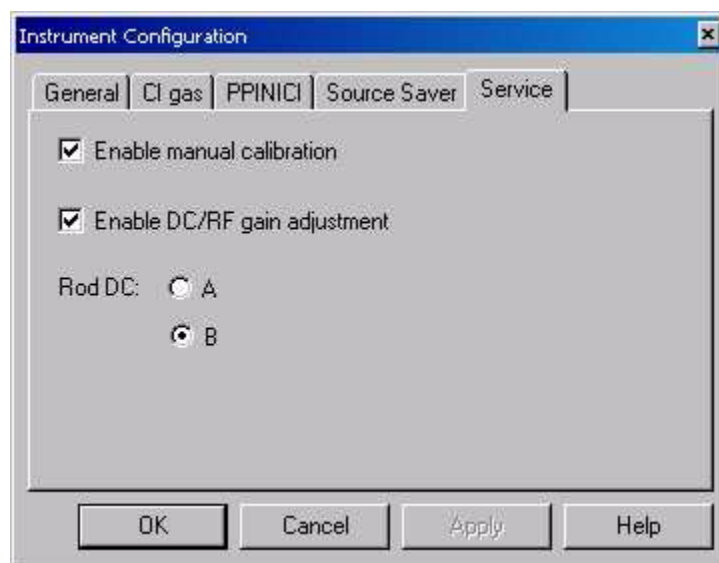 Instrument Configuration
General CI gas PPINICI Source Saver Service
Enable manual calibration
Enable DC/RF gain adjustment
Rod DC: A
B
OK Cancel Apply Help